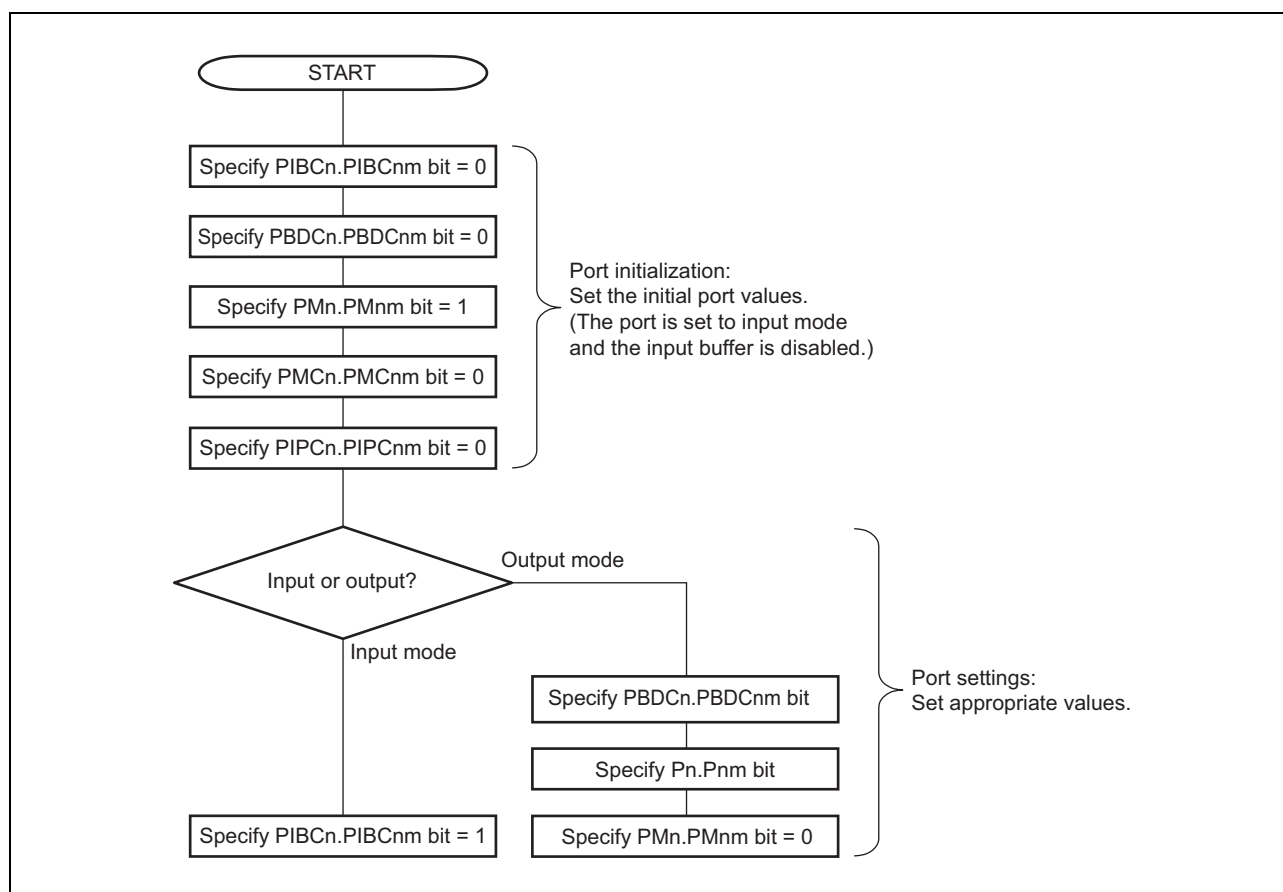 START
Specify PIBCn.PIBCnm bit = 0
Specify PBDCn.PBDCnm bit = 0
Specify PMn.PMnm bit = 1
Specify PMCn.PMCnm bit = 0
Specify PIPCn.PIPCnm bit = 0
Port initialization:
Set the initial port values.
(The port is set to input mode
and the input buffer is disabled.)
Input or output?
Output mode
Input mode
Specify PBDCn.PBDCnm bit
Specify Pn.Pnm bit
Specify PMn.PMnm bit = 0
Specify PIBCn.PIBCnm bit = 1
Port settings:
Set appropriate values.